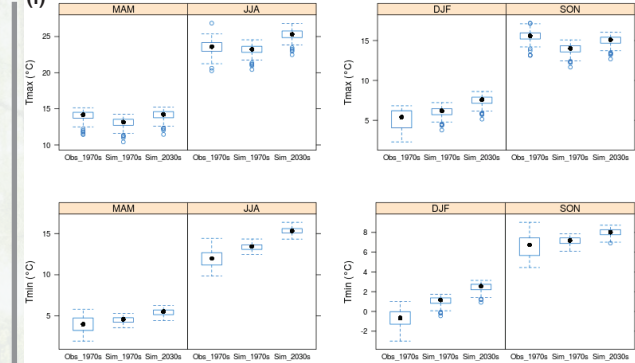 (i)
MAM JJA
25
20
15
10
Tmax (°C)
Obs_1970s Sim_1970s Sim_2030s Obs_1970s Sim_1970s Sim_2030s
DJF SON
15
10
5
Tmax (°C)
Obs_1970s Sim_1970s Sim_2030s Obs_1970s Sim_1970s Sim_2030s
MAM JJA
15
10
5
Tmin (°C)
Obs_1970s Sim_1970s Sim_2030s Obs_1970s Sim_1970s Sim_2030s
DJF SON
8
6
4
2
0
-2
Tmin (°C)
Obs_1970s Sim_1970s Sim_2030s Obs_1970s Sim_1970s Sim_2030s